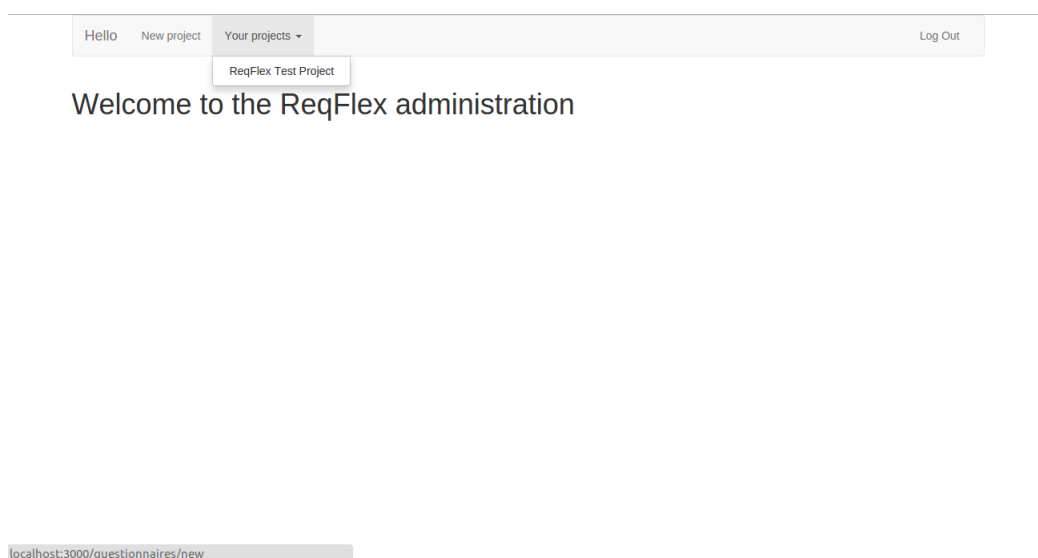 Hello New project Your projects Log Out
ReqFlex Test Project
Welcome to the ReqFlex administration
localhost:3000/questionnaires/new